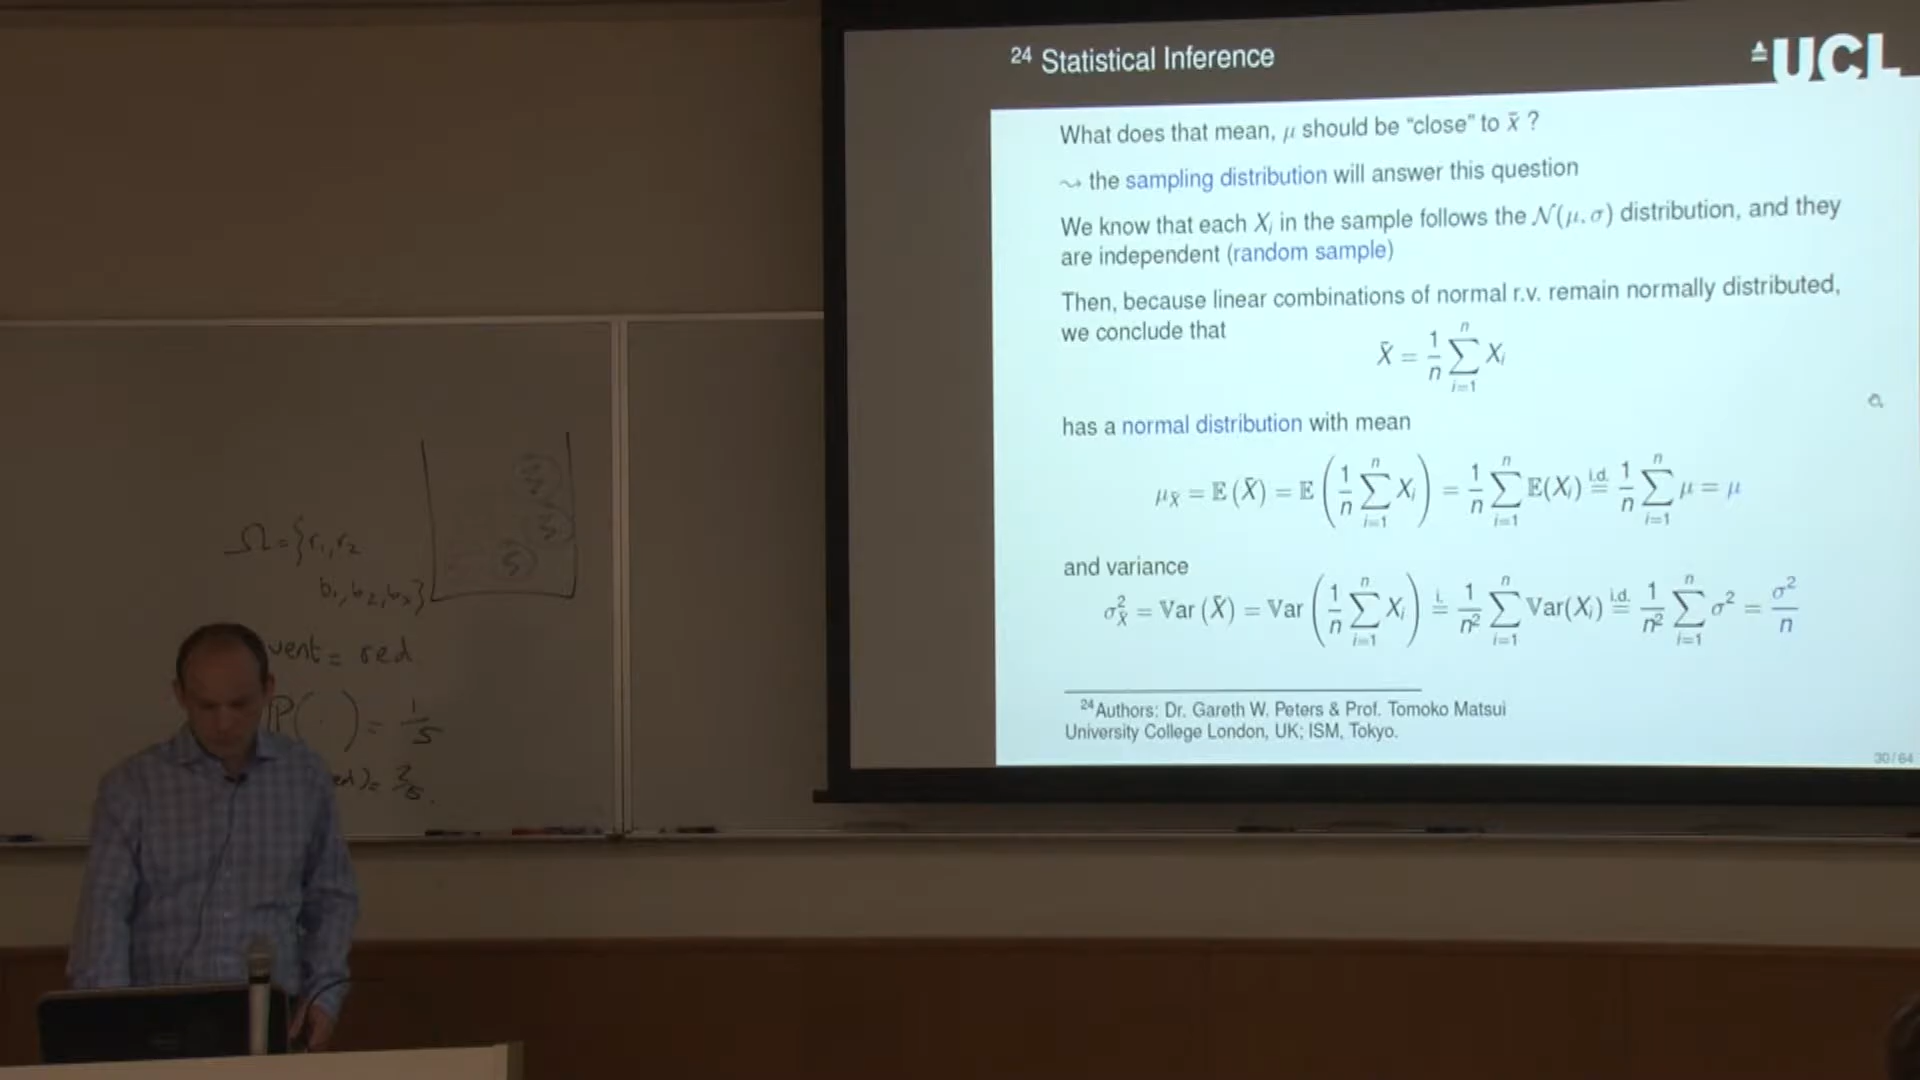 24 Statistical Inference
UCL
What does that mean, μ should be “close” to x̄ ?
⇝ the sampling distribution will answer this question
We know that each Xᵢ in the sample follows the 𝒩(μ, σ) distribution, and they
are independent (random sample)
Then, because linear combinations of normal r.v. remain normally distributed,
we conclude that
X̄ = 1/n ∑ᵢ₌₁ⁿ Xᵢ
has a normal distribution with mean
μ_X̄ = 𝔼(X̄) = 𝔼(1/n ∑ᵢ₌₁ⁿ Xᵢ) = 1/n ∑ᵢ₌₁ⁿ 𝔼(Xᵢ) i.d.= 1/n ∑ᵢ₌₁ⁿ μ = μ
and variance
σ²_X̄ = 𝕍ar(X̄) = 𝕍ar(1/n ∑ᵢ₌₁ⁿ Xᵢ) i.= 1/n² ∑ᵢ₌₁ⁿ 𝕍ar(Xᵢ) i.d.= 1/n² ∑ᵢ₌₁ⁿ σ² = σ²/n
24 Authors: Dr. Gareth W. Peters & Prof. Tomoko Matsui
University College London, UK; ISM, Tokyo.
30 / 64
Ω = {r₁, r₂
b₁, b₂, b₃}
vent = red.
P( · ) = 1/5